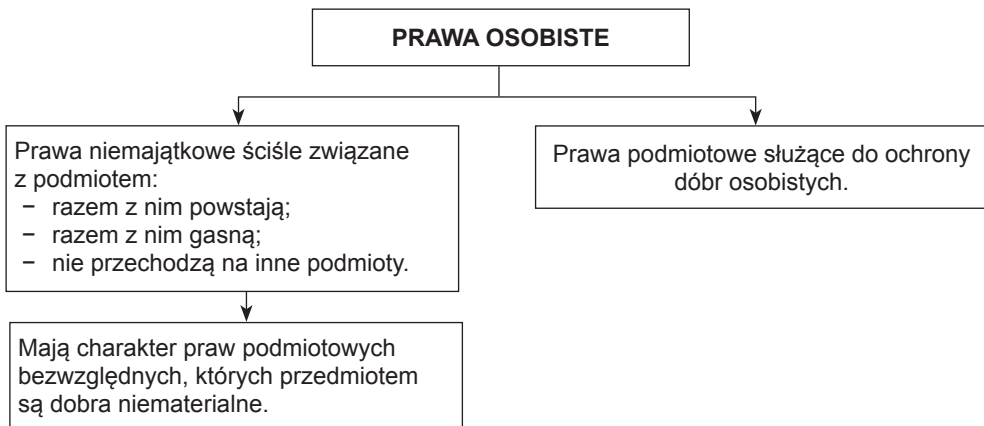 PRAWA OSOBISTE
Prawa niemajątkowe ściśle związane
z podmiotem:
− razem z nim powstają;
− razem z nim gasną;
− nie przechodzą na inne podmioty.
Prawa podmiotowe służące do ochrony
dóbr osobistych.
Mają charakter praw podmiotowych
bezwzględnych, których przedmiotem
są dobra niematerialne.